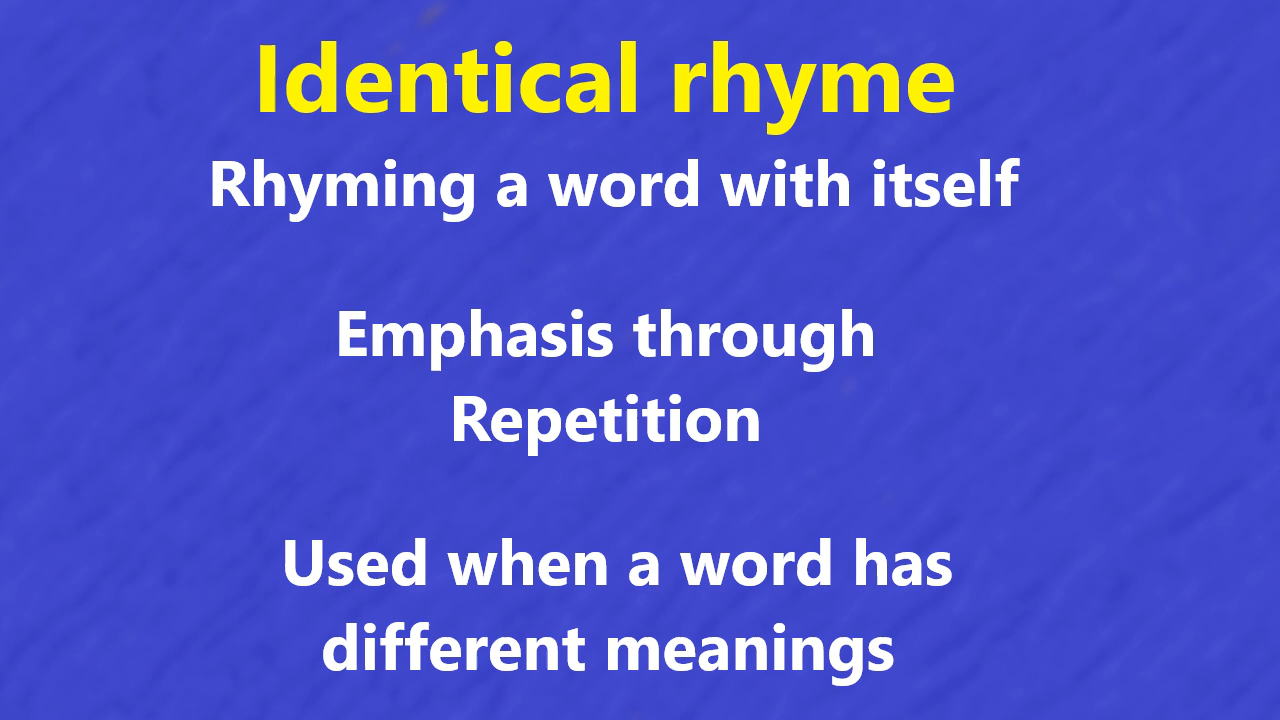 Identical rhyme
Rhyming a word with itself
Emphasis through
Repetition
Used when a word has
different meanings